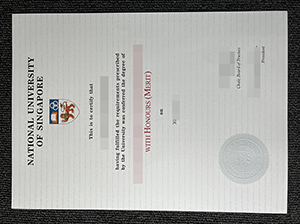 NATIONAL UNIVERSITY
OF SINGAPORE
This is to certify that
having fulfilled the requirements prescribed
by the University was conferred the degree of
WITH HONOURS (MERIT)
on
Chair, Board of Trustees
President